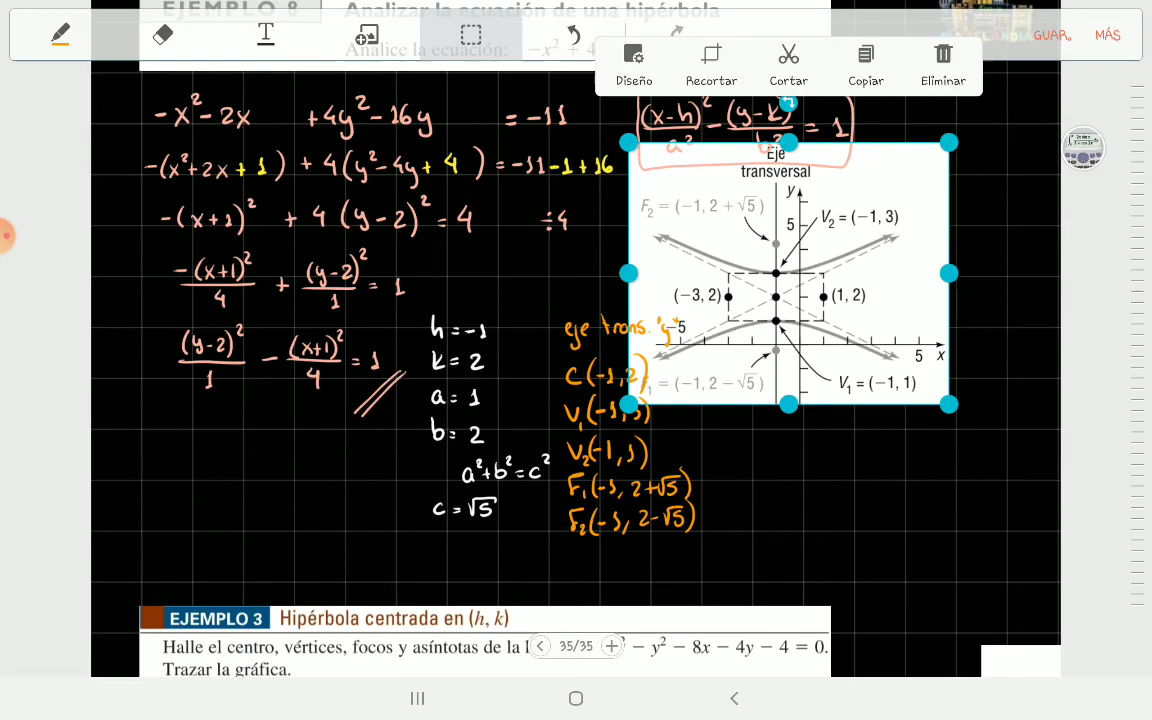 EJEMPLO 8 Analizar la ecuación de una hipérbola
Analice la ecuación: −x² + 4
GUAR. MÁS
Diseño Recortar Cortar Copiar Eliminar
-x² - 2x + 4y² - 16y = -11
-(x² + 2x + 1) + 4(y² - 4y + 4) = -11 - 1 + 16
-(x+1)² + 4(y-2)² = 4 ÷4
-(x+1)²/4 + (y-2)²/1 = 1
(y-2)²/1 - (x+1)²/4 = 1
h = -1
k = 2
a = 1
b = 2
a² + b² = c²
c = √5
eje trans. "y"
C(-1,2)
V₁(-1,3)
V₂(-1,1)
F₁(-1, 2+√5)
F₂(-1, 2-√5)
(x-h)²/a² - (y-k)²/b² = 1
Eje
transversal
y
F₂ = (−1, 2 + √5)
5
V₂ = (−1, 3)
(−3, 2)
(1, 2)
−5
5 x
F₁ = (−1, 2 − √5)
V₁ = (−1, 1)
EJEMPLO 3 Hipérbola centrada en (h, k)
Halle el centro, vértices, focos y asíntotas de la − y² − 8x − 4y − 4 = 0.
35/35
Trazar la gráfica.